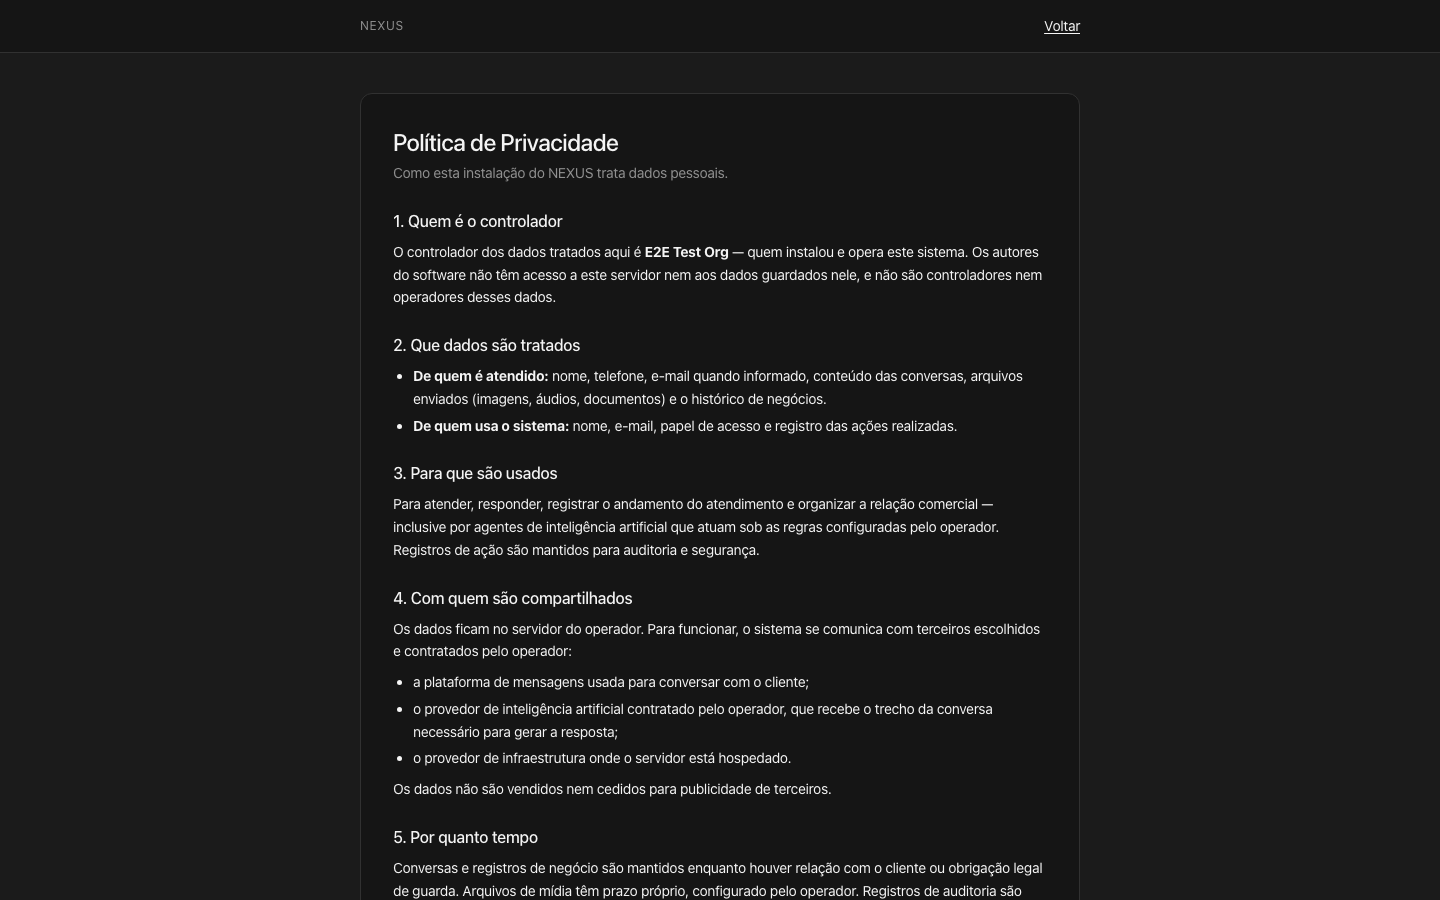 NEXUS
Voltar
Política de Privacidade
Como esta instalação do NEXUS trata dados pessoais.
1. Quem é o controlador
O controlador dos dados tratados aqui é E2E Test Org — quem instalou e opera este sistema. Os autores
do software não têm acesso a este servidor nem aos dados guardados nele, e não são controladores nem
operadores desses dados.
2. Que dados são tratados
• De quem é atendido: nome, telefone, e-mail quando informado, conteúdo das conversas, arquivos
enviados (imagens, áudios, documentos) e o histórico de negócios.
• De quem usa o sistema: nome, e-mail, papel de acesso e registro das ações realizadas.
3. Para que são usados
Para atender, responder, registrar o andamento do atendimento e organizar a relação comercial —
inclusive por agentes de inteligência artificial que atuam sob as regras configuradas pelo operador.
Registros de ação são mantidos para auditoria e segurança.
4. Com quem são compartilhados
Os dados ficam no servidor do operador. Para funcionar, o sistema se comunica com terceiros escolhidos
e contratados pelo operador:
• a plataforma de mensagens usada para conversar com o cliente;
• o provedor de inteligência artificial contratado pelo operador, que recebe o trecho da conversa
necessário para gerar a resposta;
• o provedor de infraestrutura onde o servidor está hospedado.
Os dados não são vendidos nem cedidos para publicidade de terceiros.
5. Por quanto tempo
Conversas e registros de negócio são mantidos enquanto houver relação com o cliente ou obrigação legal
de guarda. Arquivos de mídia têm prazo próprio, configurado pelo operador. Registros de auditoria são